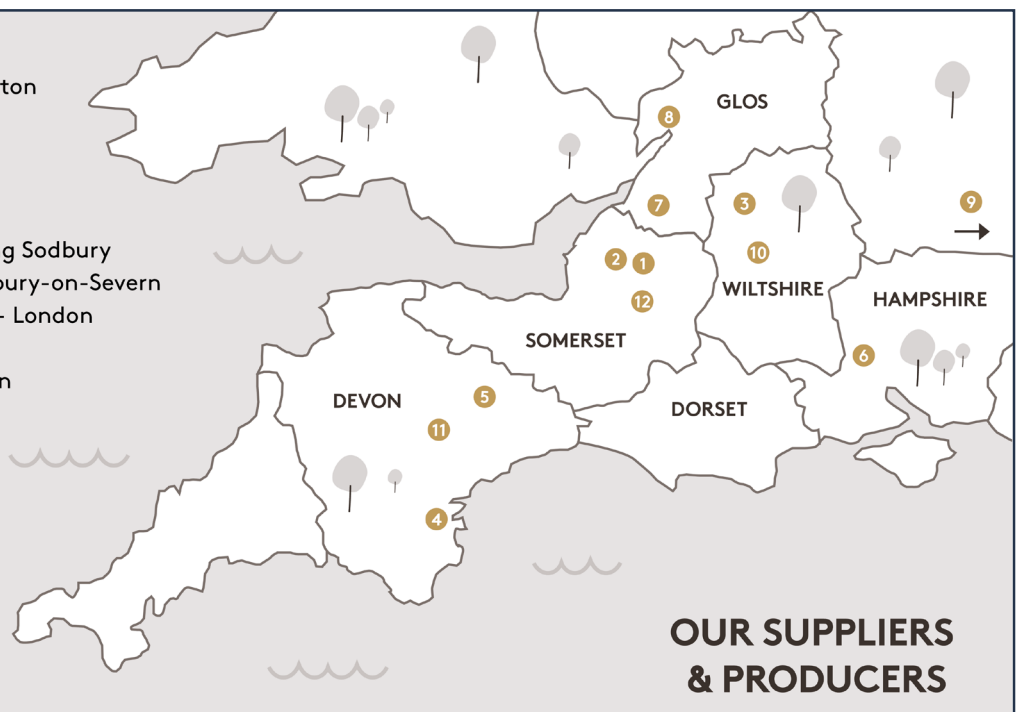 ton
g Sodbury
bury-on-Severn
- London
n
GLOS
8
7
3
9
10
2
1
12
WILTSHIRE
HAMPSHIRE
SOMERSET
6
DEVON
5
DORSET
11
4
OUR SUPPLIERS
& PRODUCERS